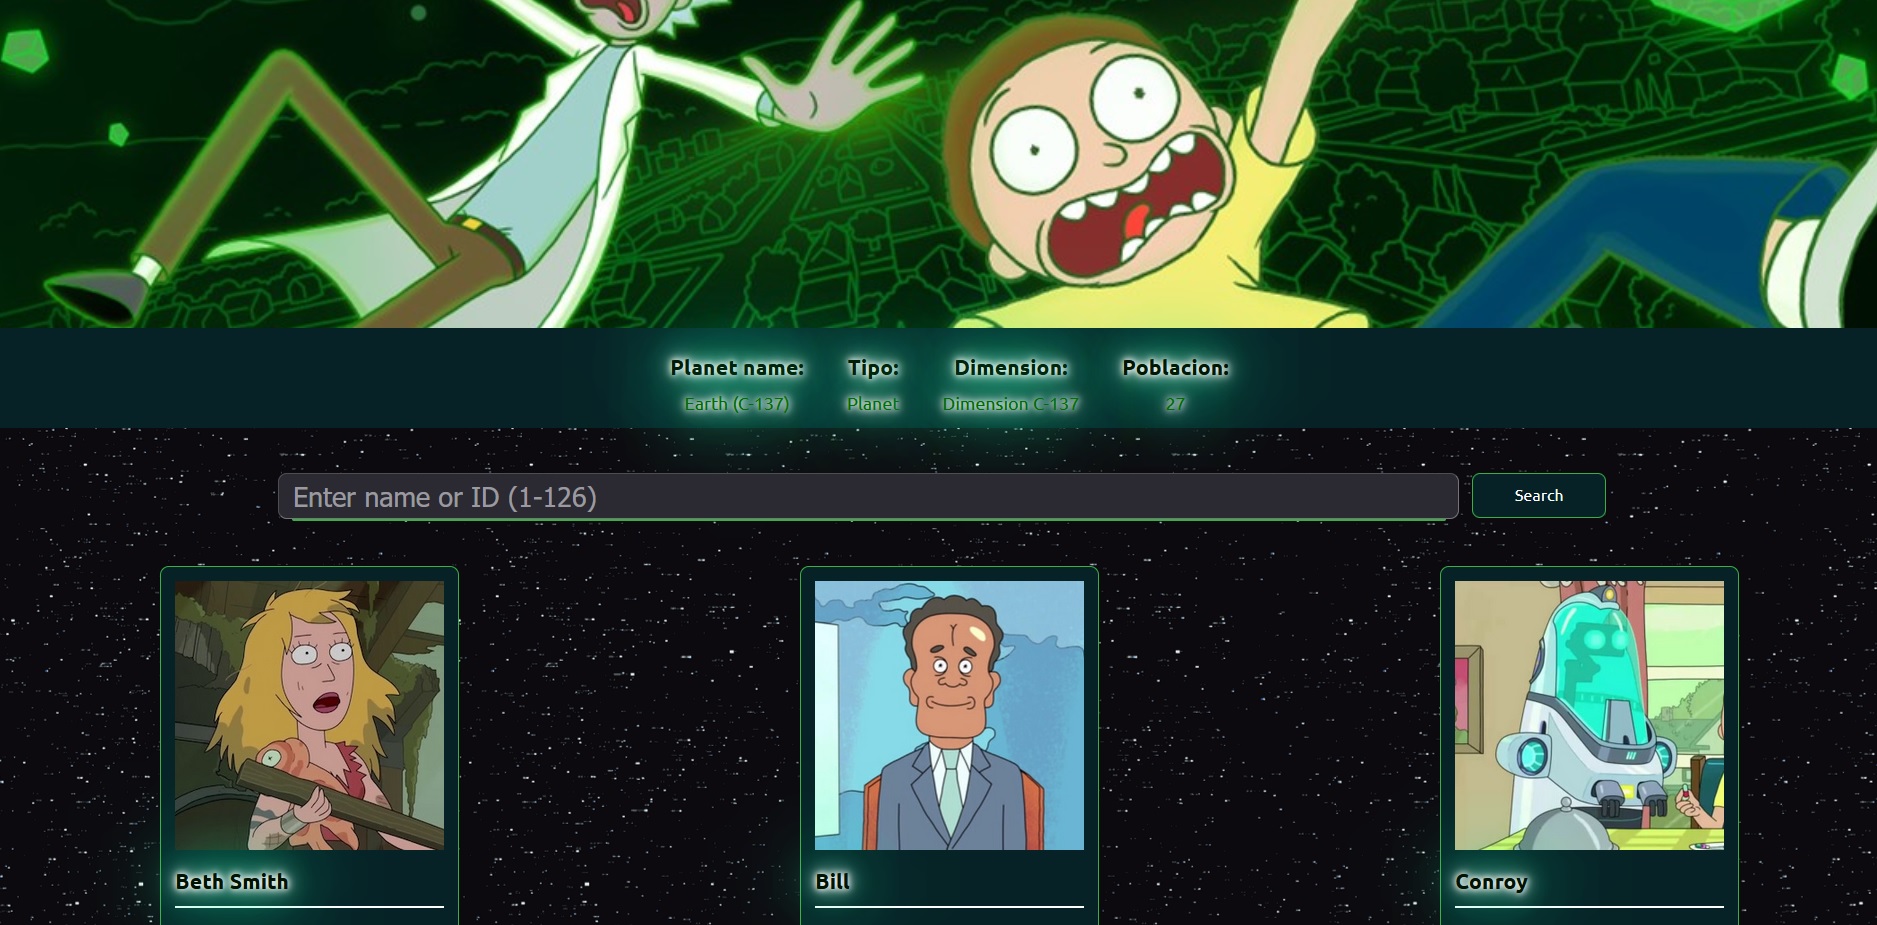 Planet name: Tipo: Dimension: Poblacion:
Earth (C-137) Planet Dimension C-137 27
Enter name or ID (1-126) Search
Beth Smith Bill Conroy